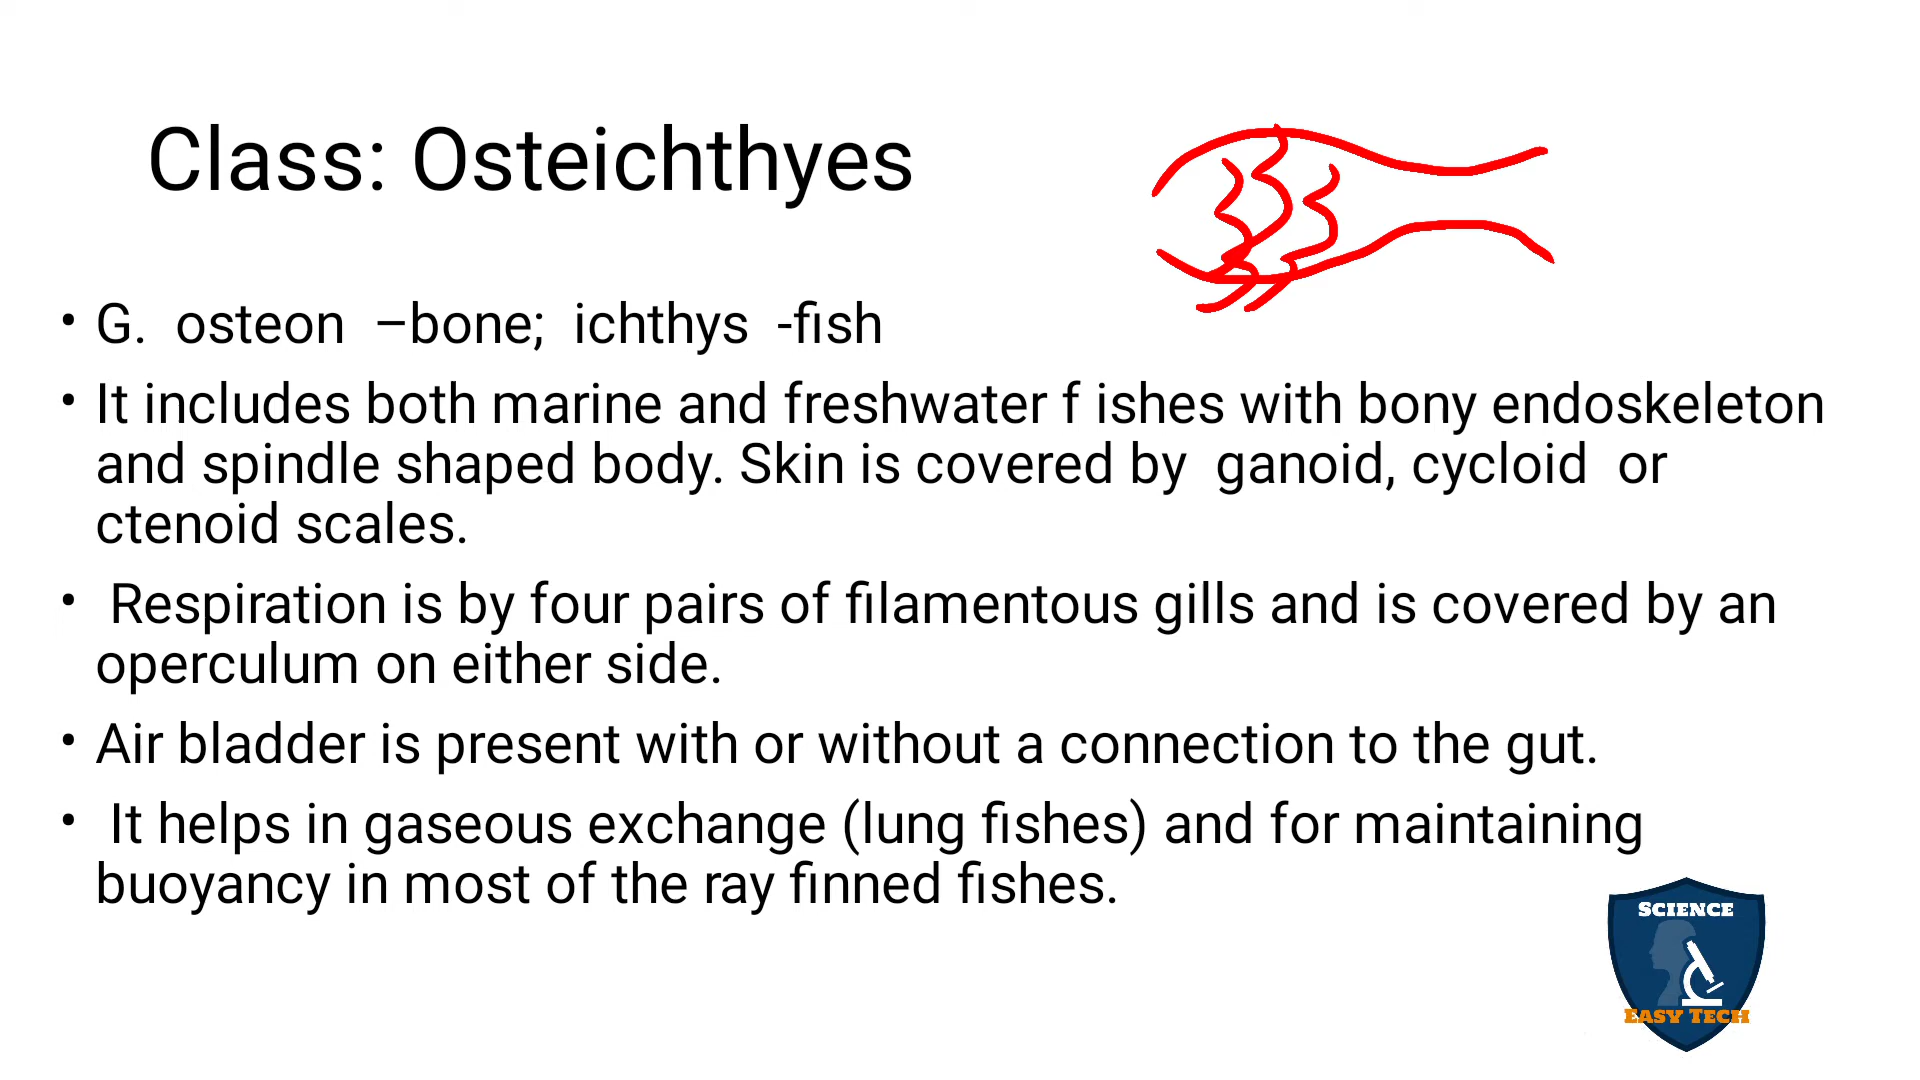 Class: Osteichthyes
• G. osteon –bone; ichthys -fish
• It includes both marine and freshwater f ishes with bony endoskeleton
and spindle shaped body. Skin is covered by ganoid, cycloid or
ctenoid scales.
• Respiration is by four pairs of filamentous gills and is covered by an
operculum on either side.
• Air bladder is present with or without a connection to the gut.
• It helps in gaseous exchange (lung fishes) and for maintaining
buoyancy in most of the ray finned fishes.
SCIENCE
EASY TECH